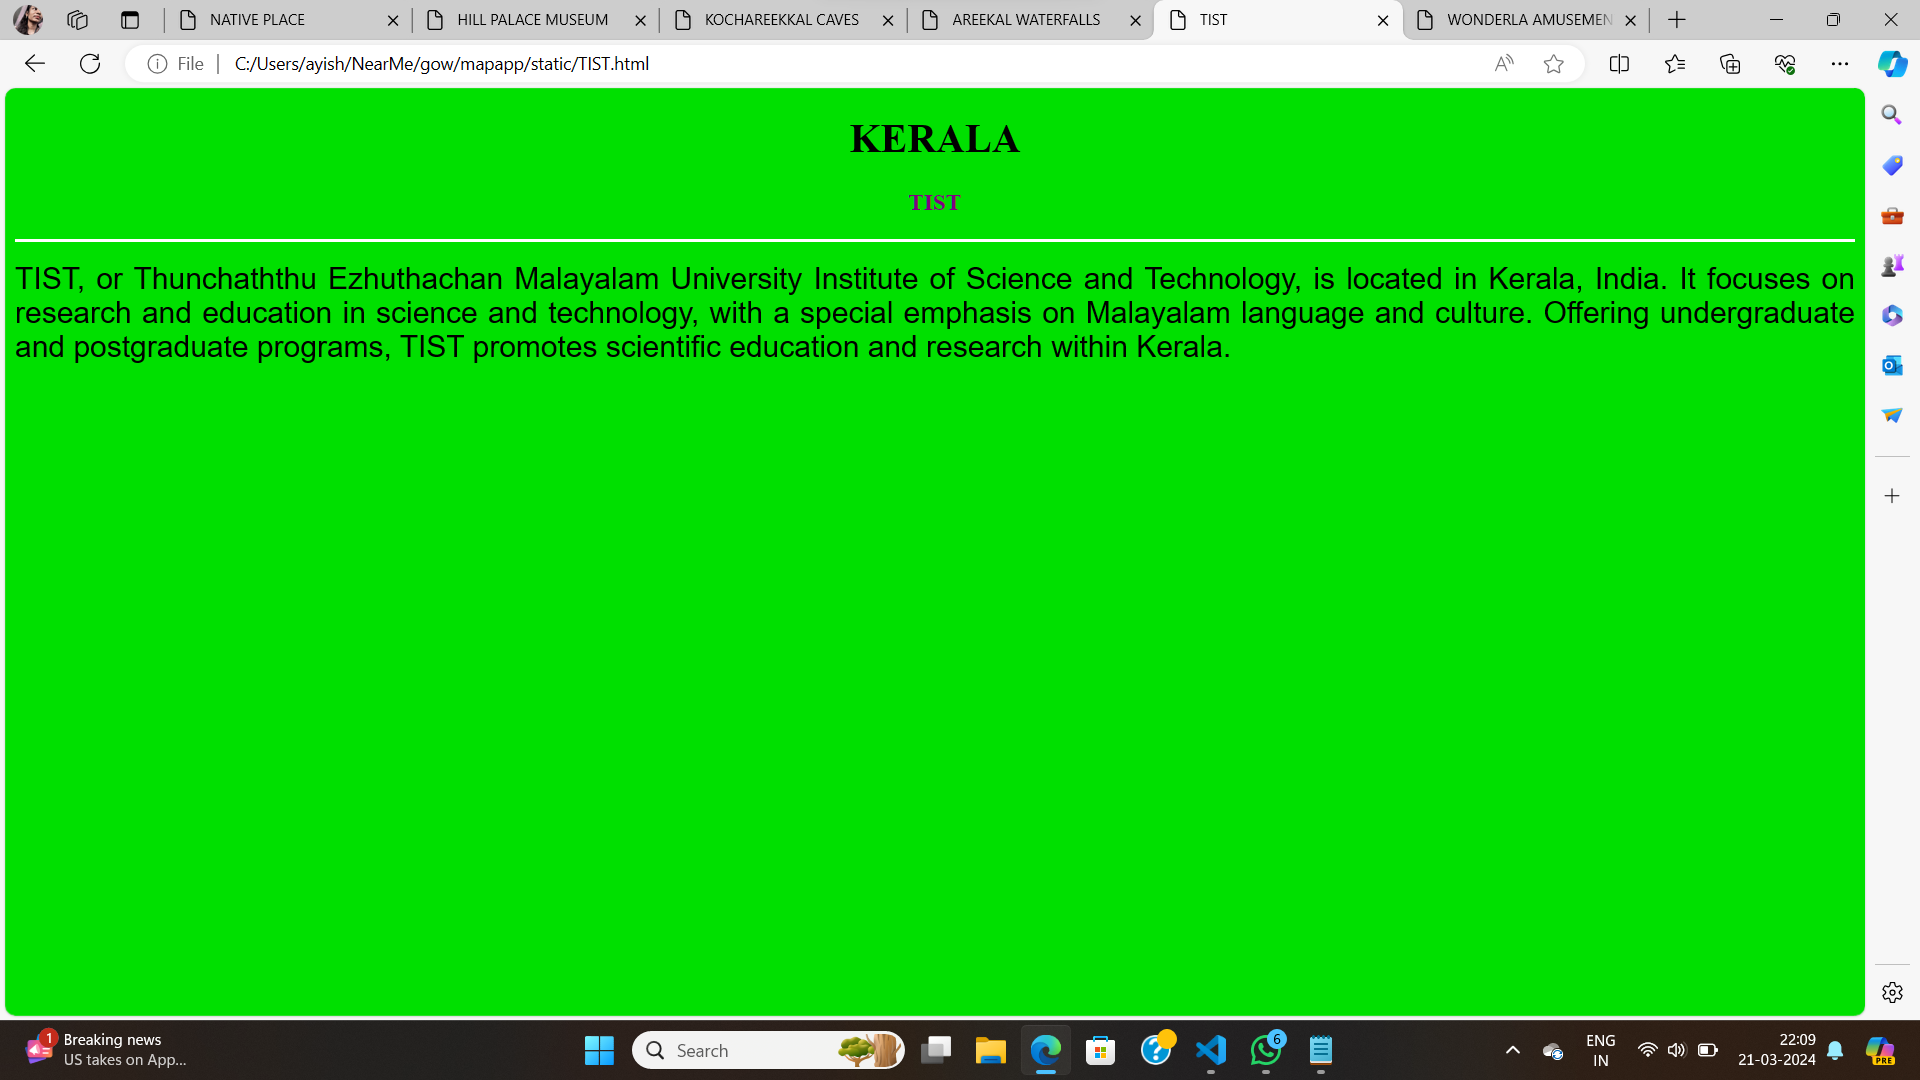 NATIVE PLACE
HILL PALACE MUSEUM
KOCHAREEKKAL CAVES
AREEKAL WATERFALLS
TIST
WONDERLA AMUSEMEN
File
C:/Users/ayish/NearMe/gow/mapapp/static/TIST.html
KERALA
TIST
TIST, or Thunchaththu Ezhuthachan Malayalam University Institute of Science and Technology, is located in Kerala, India. It focuses on
research and education in science and technology, with a special emphasis on Malayalam language and culture. Offering undergraduate
and postgraduate programs, TIST promotes scientific education and research within Kerala.
1
Breaking news
US takes on App...
Search
6
ENG
IN
22:09
21-03-2024
PRE